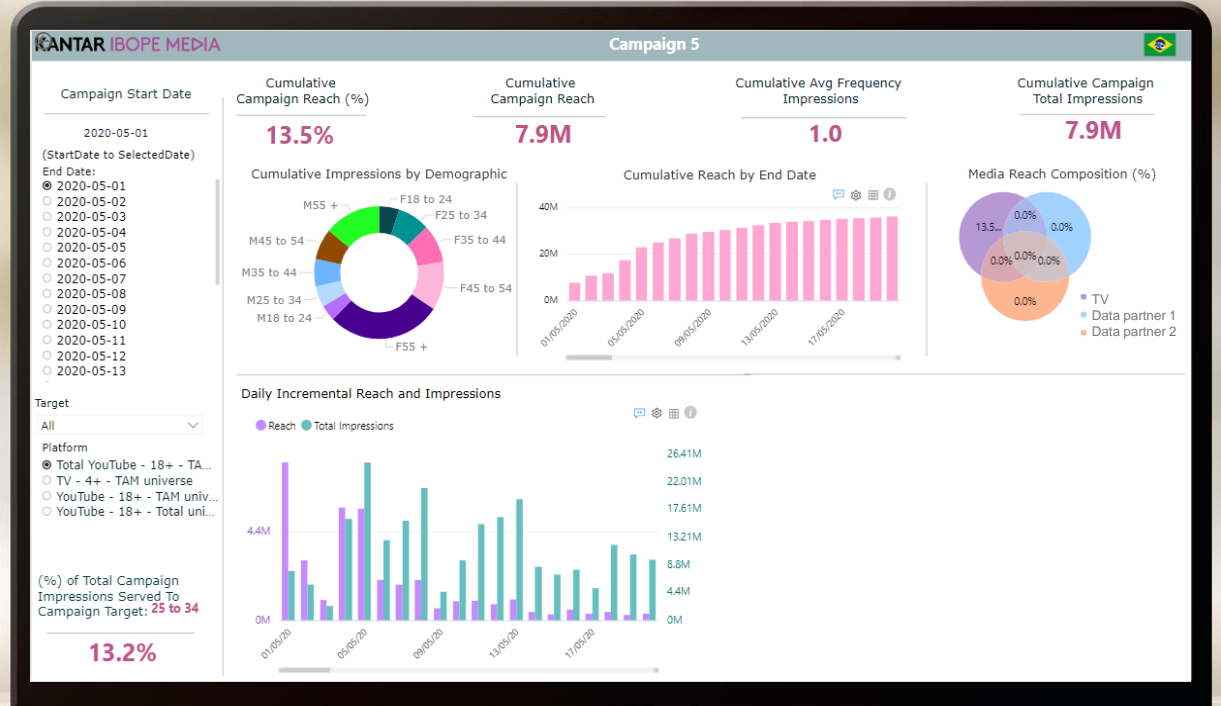 KANTAR IBOPE MEDIA
Campaign 5
Campaign Start Date
2020-05-01
(StartDate to SelectedDate)
End Date:
2020-05-01
2020-05-02
2020-05-03
2020-05-04
2020-05-05
2020-05-06
2020-05-07
2020-05-08
2020-05-09
2020-05-10
2020-05-11
2020-05-12
2020-05-13
Target
All
Platform
Total YouTube - 18+ - TA...
TV - 4+ - TAM universe
YouTube - 18+ - TAM univ...
YouTube - 18+ - Total uni...
(%) of Total Campaign
Impressions Served To
Campaign Target: 25 to 34
13.2%
Cumulative
Campaign Reach (%)
13.5%
Cumulative
Campaign Reach
7.9M
Cumulative Avg Frequency
Impressions
1.0
Cumulative Campaign
Total Impressions
7.9M
Cumulative Impressions by Demographic
F18 to 24
F25 to 34
F35 to 44
F45 to 54
F55 +
M18 to 24
M25 to 34
M35 to 44
M45 to 54
M55 +
Cumulative Reach by End Date
40M
20M
0M
01/05/2020
05/05/2020
09/05/2020
13/05/2020
17/05/2020
Media Reach Composition (%)
13.5...
0.0%
0.0%
0.0%
0.0%
0.0%
0.0%
TV
Data partner 1
Data partner 2
Daily Incremental Reach and Impressions
Reach
Total Impressions
4.4M
0M
26.41M
22.01M
17.61M
13.21M
8.8M
4.4M
0M
01/05/20
05/05/20
09/05/20
13/05/20
17/05/20